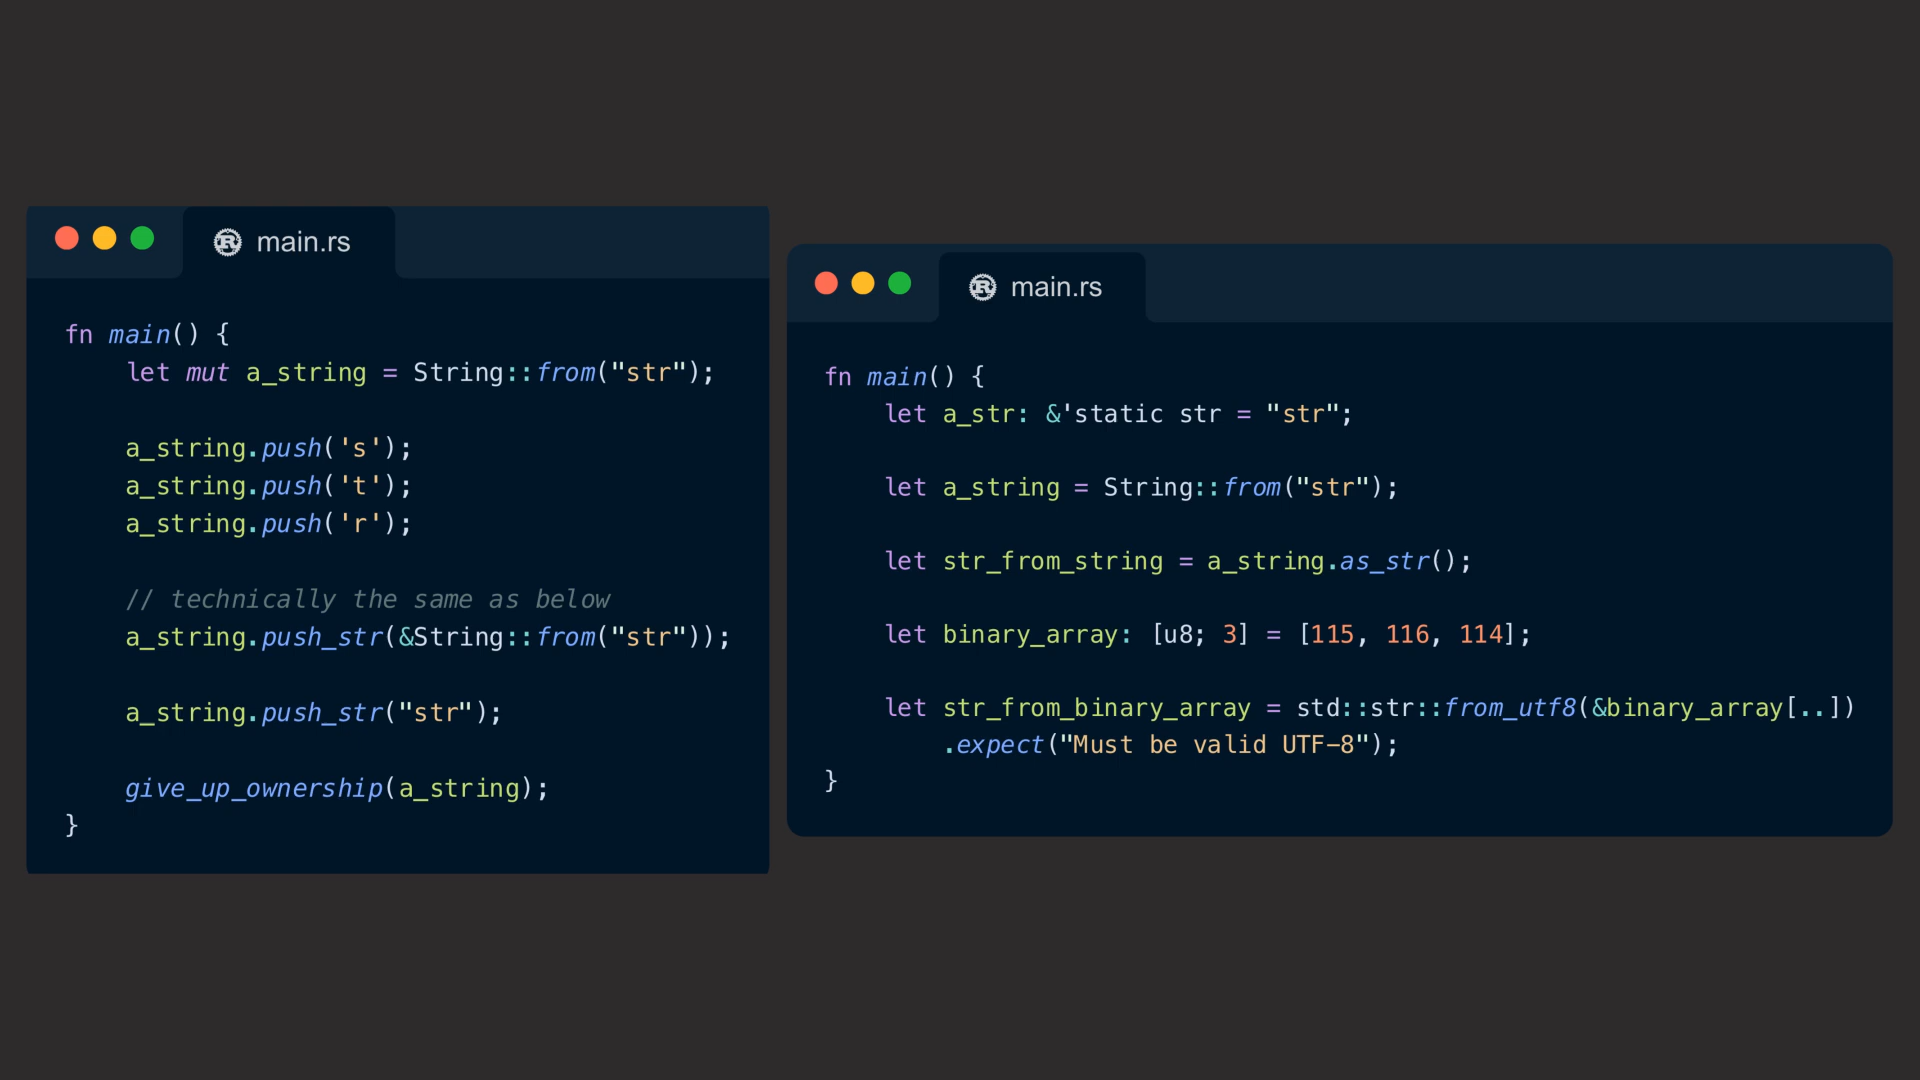 main.rs
fn main() {
    let mut a_string = String::from("str");
    a_string.push('s');
    a_string.push('t');
    a_string.push('r');
    // technically the same as below
    a_string.push_str(&String::from("str"));
    a_string.push_str("str");
    give_up_ownership(a_string);
}
main.rs
fn main() {
    let a_str: &'static str = "str";
    let a_string = String::from("str");
    let str_from_string = a_string.as_str();
    let binary_array: [u8; 3] = [115, 116, 114];
    let str_from_binary_array = std::str::from_utf8(&binary_array[..])
        .expect("Must be valid UTF-8");
}